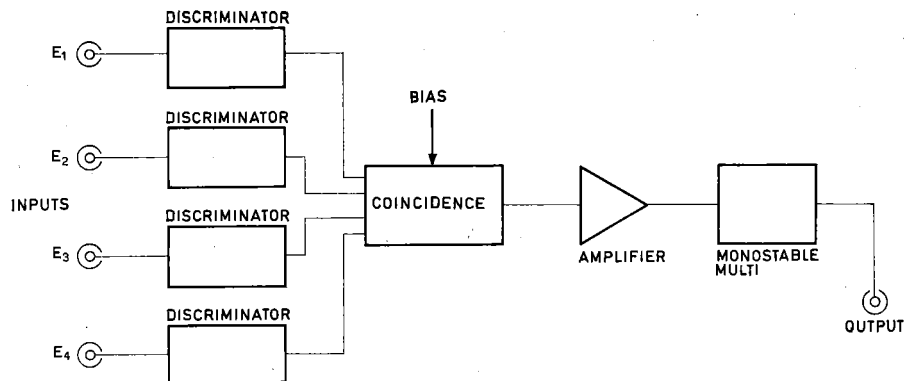 DISCRIMINATOR
E1
BIAS
DISCRIMINATOR
E2
INPUTS
COINCIDENCE
DISCRIMINATOR
E3
AMPLIFIER
MONOSTABLE
MULTI
DISCRIMINATOR
E4
OUTPUT